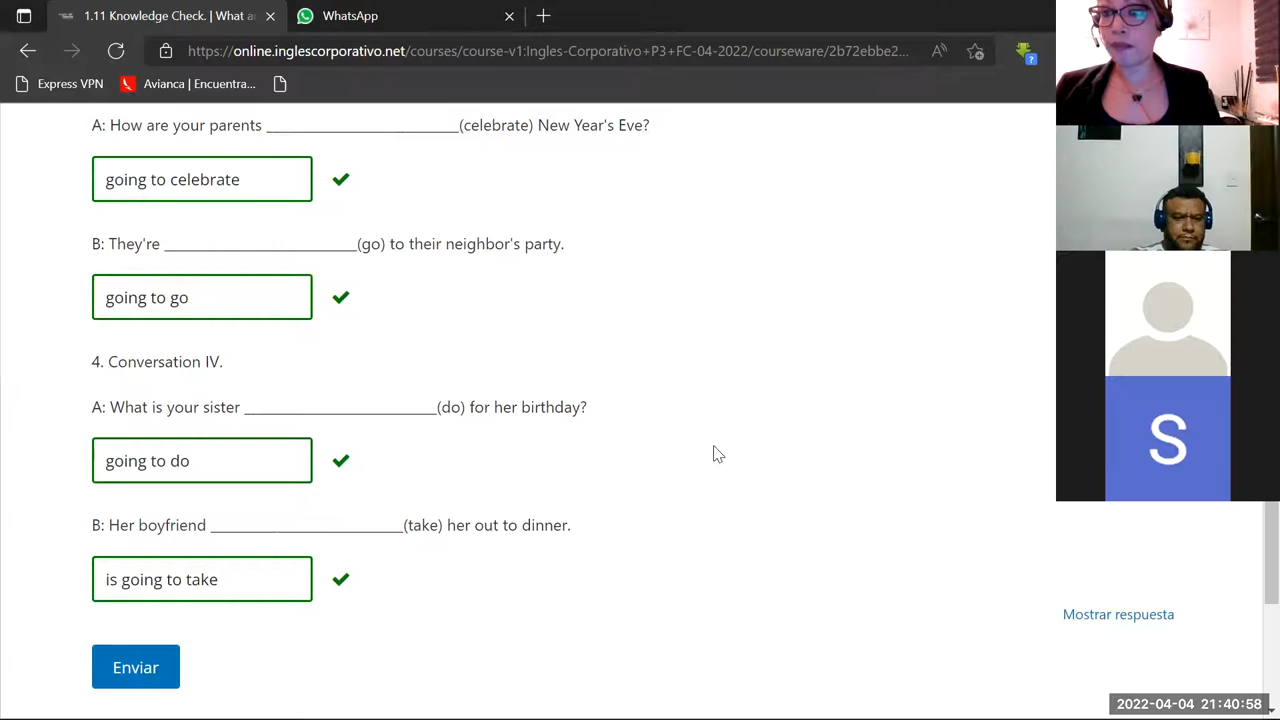 1.11 Knowledge Check. | What a
WhatsApp
https://online.inglescorporativo.net/courses/course-v1:Ingles-Corporativo+P3+FC-04-2022/courseware/2b72ebbe2...
Express VPN
Avianca | Encuentra...
A: How are your parents ______________________(celebrate) New Year's Eve?
going to celebrate
B: They're ______________________(go) to their neighbor's party.
going to go
4. Conversation IV.
A: What is your sister ______________________(do) for her birthday?
going to do
B: Her boyfriend ______________________(take) her out to dinner.
is going to take
Mostrar respuesta
Enviar
S
2022-04-04 21:40:58